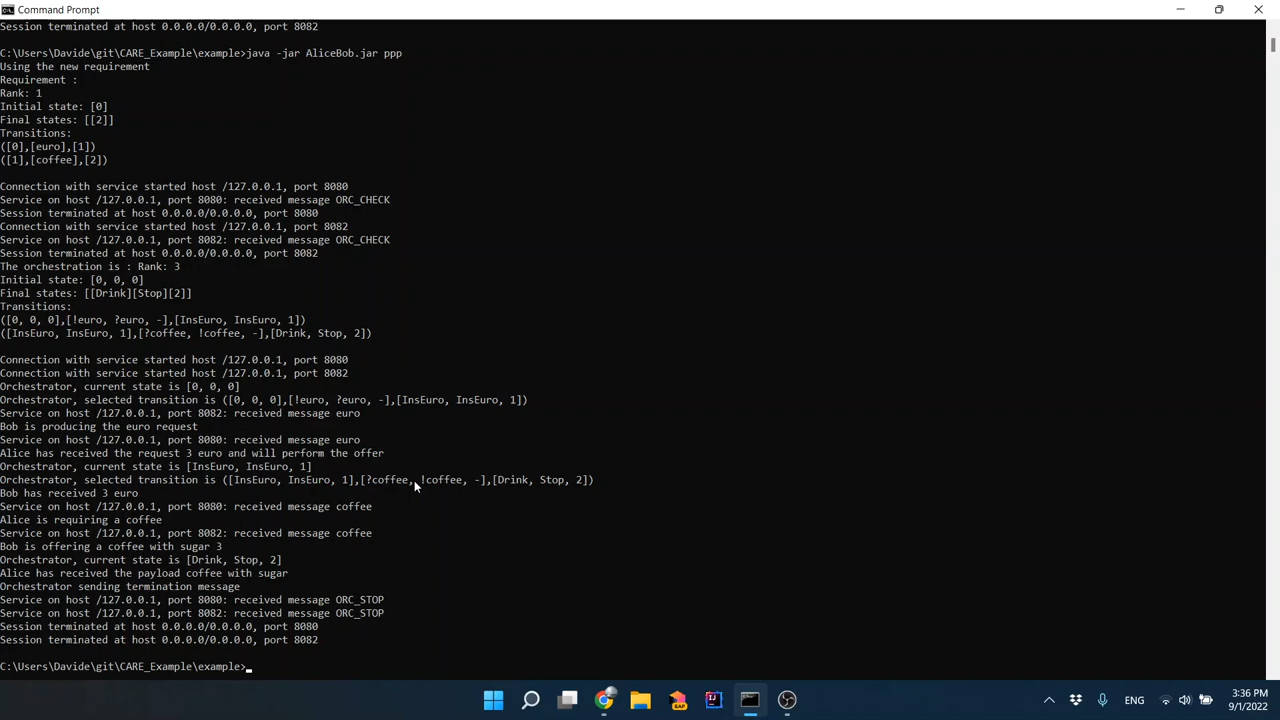 Command Prompt
Session terminated at host 0.0.0.0/0.0.0.0, port 8082
C:\Users\Davide\git\CARE_Example\example>java -jar AliceBob.jar ppp
Using the new requirement
Requirement :
Rank: 1
Initial state: [0]
Final states: [[2]]
Transitions:
([0],[euro],[1])
([1],[coffee],[2])
Connection with service started host /127.0.0.1, port 8080
Service on host /127.0.0.1, port 8080: received message ORC_CHECK
Session terminated at host 0.0.0.0/0.0.0.0, port 8080
Connection with service started host /127.0.0.1, port 8082
Service on host /127.0.0.1, port 8082: received message ORC_CHECK
Session terminated at host 0.0.0.0/0.0.0.0, port 8082
The orchestration is : Rank: 3
Initial state: [0, 0, 0]
Final states: [[Drink][Stop][2]]
Transitions:
([0, 0, 0],[!euro, ?euro, -],[InsEuro, InsEuro, 1])
([InsEuro, InsEuro, 1],[?coffee, !coffee, -],[Drink, Stop, 2])
Connection with service started host /127.0.0.1, port 8080
Connection with service started host /127.0.0.1, port 8082
Orchestrator, current state is [0, 0, 0]
Orchestrator, selected transition is ([0, 0, 0],[!euro, ?euro, -],[InsEuro, InsEuro, 1])
Service on host /127.0.0.1, port 8082: received message euro
Bob is producing the euro request
Service on host /127.0.0.1, port 8080: received message euro
Alice has received the request 3 euro and will perform the offer
Orchestrator, current state is [InsEuro, InsEuro, 1]
Orchestrator, selected transition is ([InsEuro, InsEuro, 1],[?coffee, !coffee, -],[Drink, Stop, 2])
Bob has received 3 euro
Service on host /127.0.0.1, port 8080: received message coffee
Alice is requiring a coffee
Service on host /127.0.0.1, port 8082: received message coffee
Bob is offering a coffee with sugar 3
Orchestrator, current state is [Drink, Stop, 2]
Alice has received the payload coffee with sugar
Orchestrator sending termination message
Service on host /127.0.0.1, port 8080: received message ORC_STOP
Service on host /127.0.0.1, port 8082: received message ORC_STOP
Session terminated at host 0.0.0.0/0.0.0.0, port 8080
Session terminated at host 0.0.0.0/0.0.0.0, port 8082
C:\Users\Davide\git\CARE_Example\example>
EAP
IJ
ENG
3:36 PM
9/1/2022